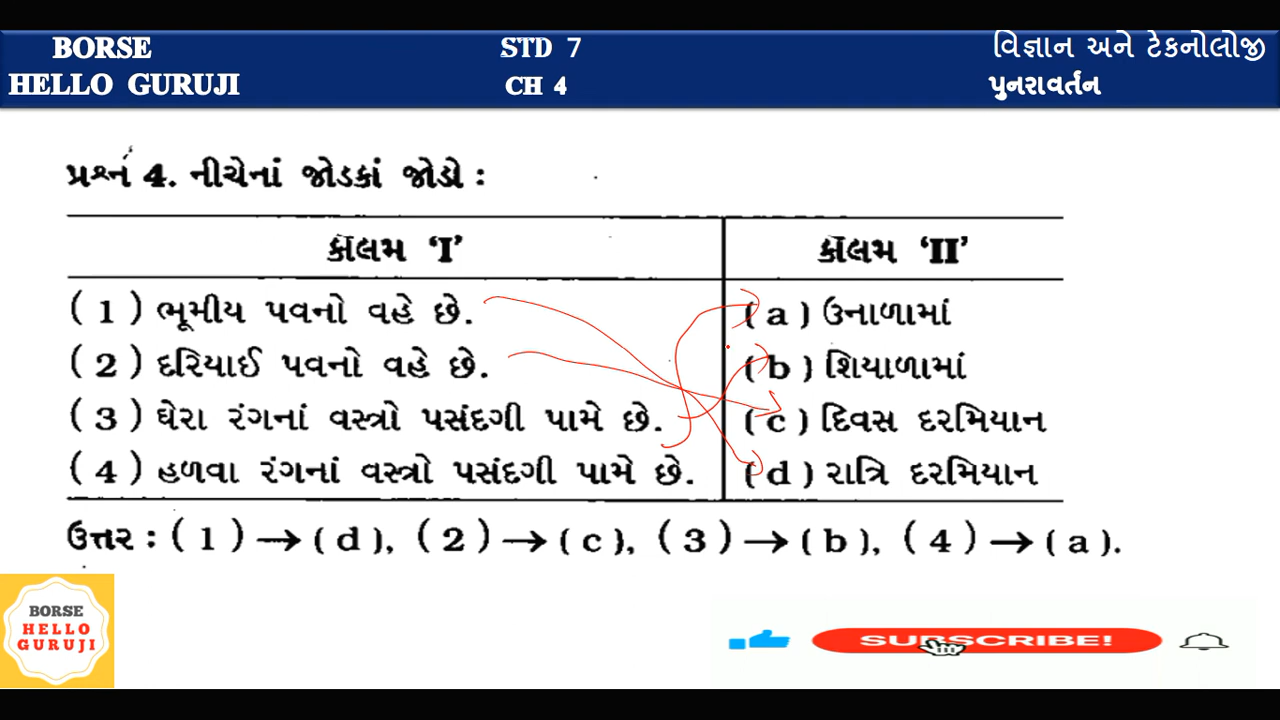 BORSE STD 7 વિજ્ઞાન અને ટેકનોલોજી
HELLO GURUJI CH 4 પુનરાવર્તન
પ્રશ્ન 4. નીચેનાં જોડકાં જોડો :
કૉલમ ‘I’ કૉલમ ‘II’
( 1 ) ભૂમીય પવનો વહે છે. ( a ) ઉનાળામાં
( 2 ) દરિયાઈ પવનો વહે છે. ( b ) શિયાળામાં
( 3 ) ઘેરા રંગનાં વસ્ત્રો પસંદગી પામે છે. ( c ) દિવસ દરમિયાન
( 4 ) હળવા રંગનાં વસ્ત્રો પસંદગી પામે છે. ( d ) રાત્રિ દરમિયાન
ઉત્તર : ( 1 ) → ( d ), ( 2 ) → ( c ), ( 3 ) → ( b ), ( 4 ) → ( a ).
BORSE
HELLO
GURUJI
SUBSCRIBE!